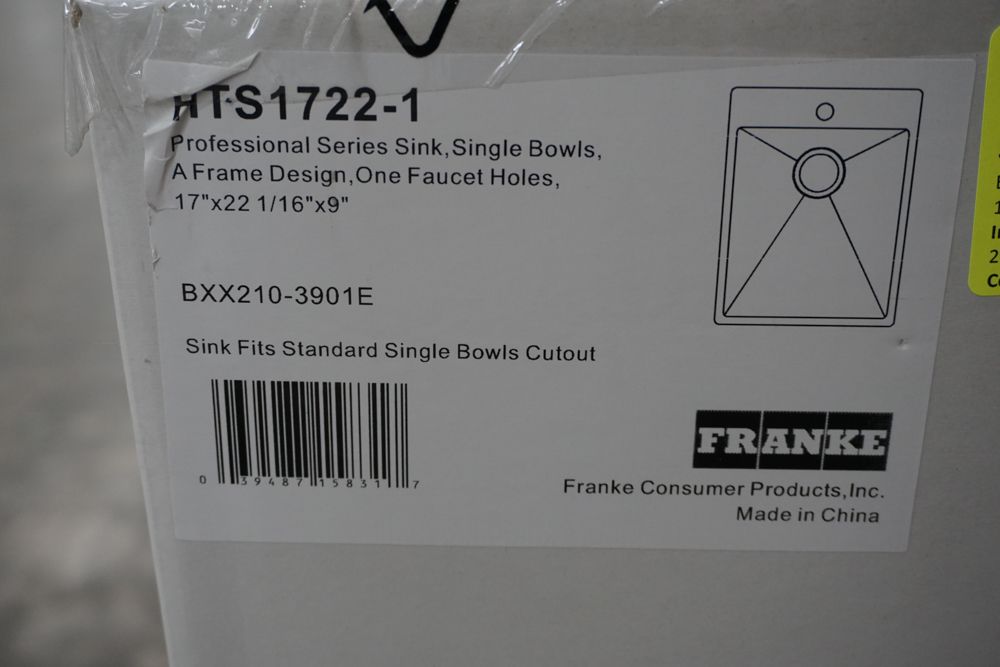 HTS1722-1
Professional Series Sink,Single Bowls,
A Frame Design,One Faucet Holes,
17"x22 1/16"x9"
BXX210-3901E
Sink Fits Standard Single Bowls Cutout
0 39487 15831 7
FRANKE
Franke Consumer Products,Inc.
Made in China